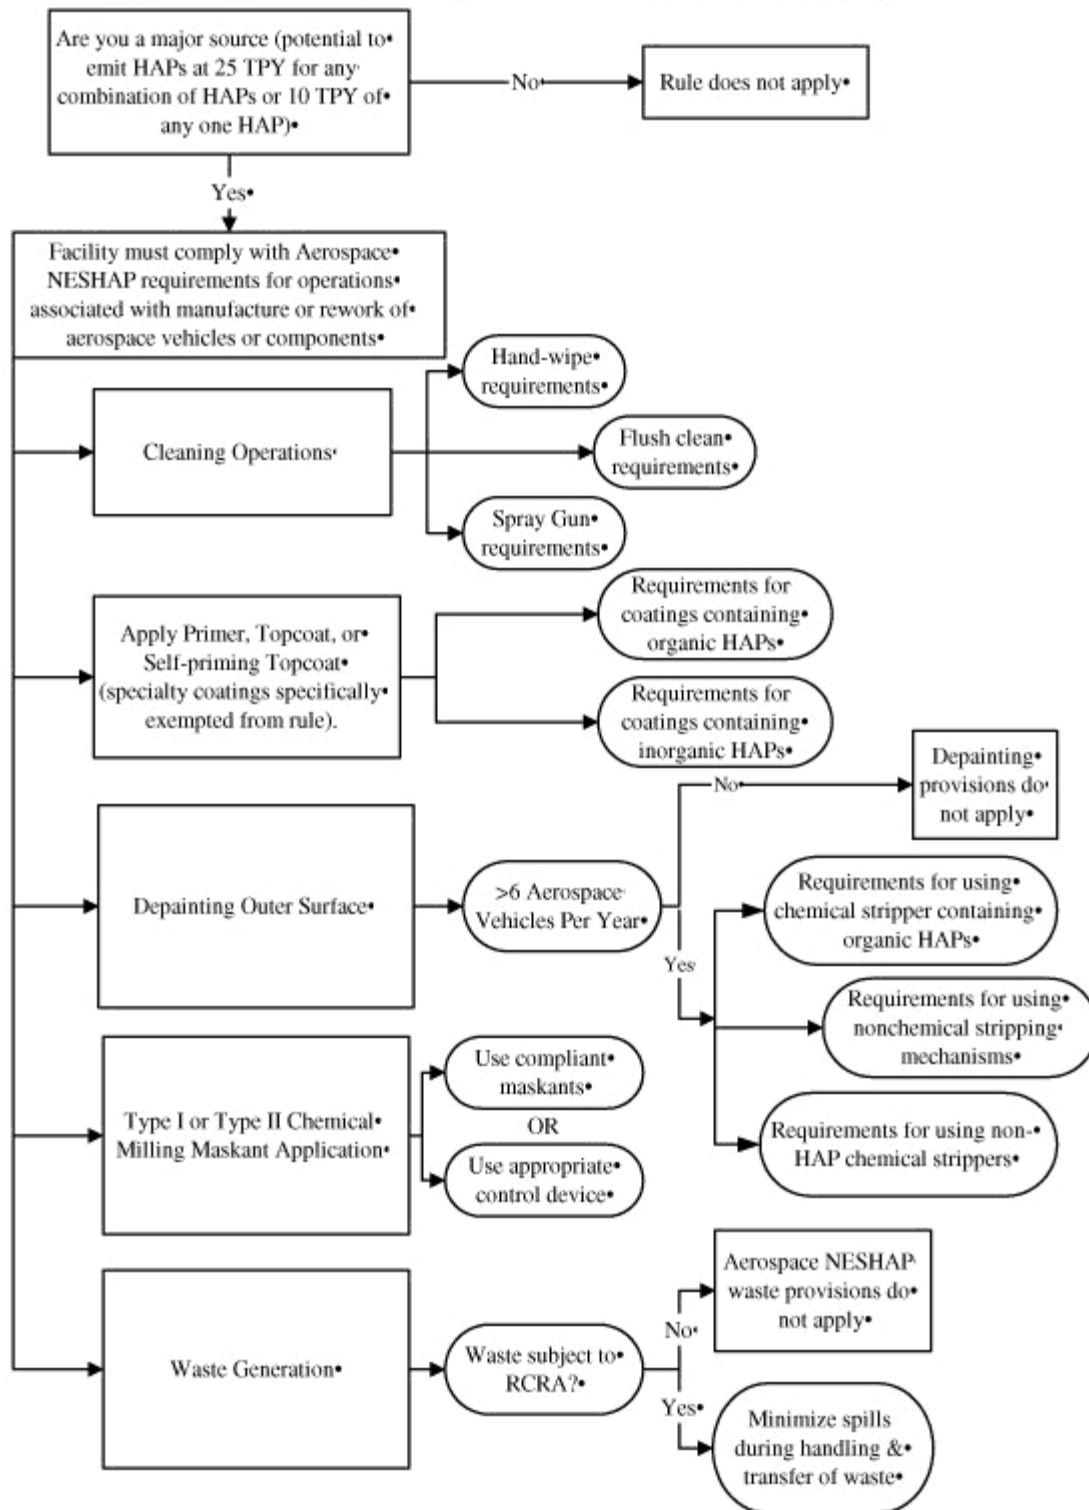 Are you a major source (potential to•
emit HAPs at 25 TPY for any•
combination of HAPs or 10 TPY of•
any one HAP)•
No•
Rule does not apply•
Yes•
Facility must comply with Aerospace•
NESHAP requirements for operations•
associated with manufacture or rework of•
aerospace vehicles or components•
Hand-wipe•
requirements•
Cleaning Operations•
Flush clean•
requirements•
Spray Gun•
requirements•
Apply Primer, Topcoat, or•
Self-priming Topcoat•
(specialty coatings specifically•
exempted from rule).
Requirements for
coatings containing•
organic HAPs•
Requirements for
coatings containing•
inorganic HAPs•
Depainting Outer Surface•
>6 Aerospace•
Vehicles Per Year•
No•
Depainting•
provisions do•
not apply•
Yes•
Requirements for using•
chemical stripper containing•
organic HAPs•
Requirements for using•
nonchemical stripping•
mechanisms•
Requirements for using non-•
HAP chemical strippers•
Type I or Type II Chemical•
Milling Maskant Application•
Use compliant•
maskants•
OR
Use appropriate•
control device•
Waste Generation•
Waste subject to•
RCRA?•
No•
Aerospace NESHAP•
waste provisions do•
not apply•
Yes•
Minimize spills
during handling &•
transfer of waste•